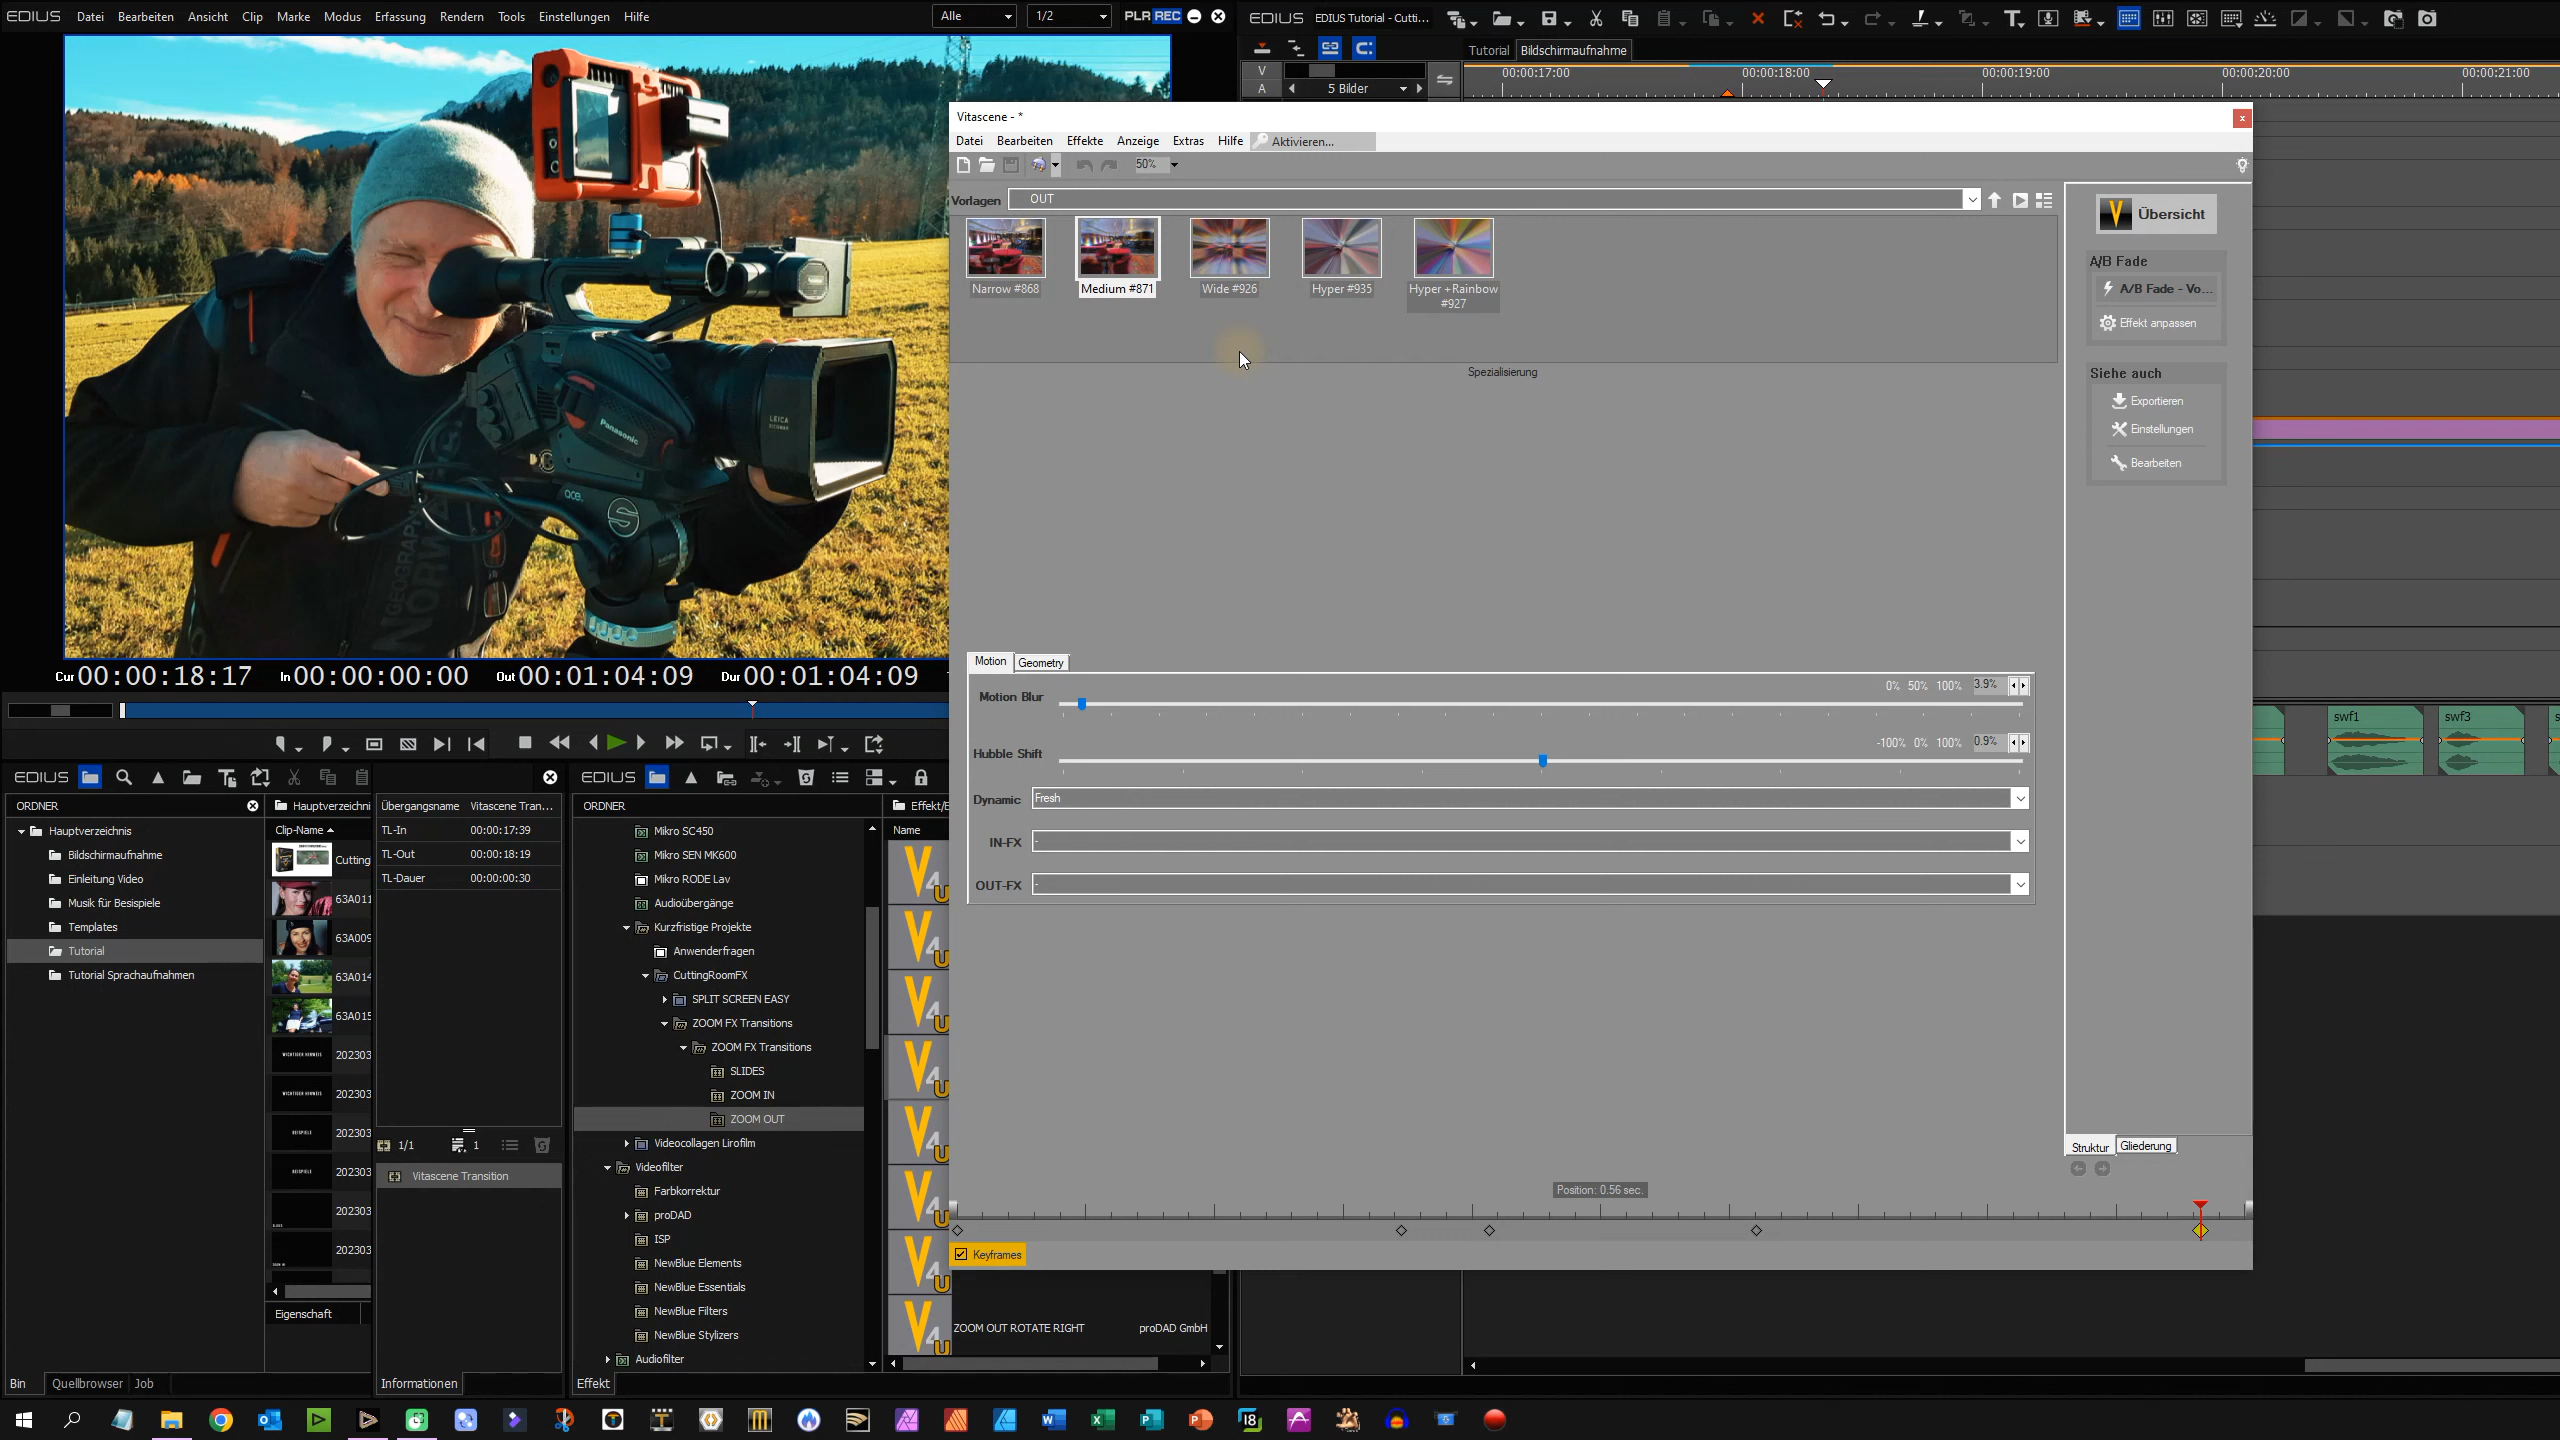 EDIUS Datei Bearbeiten Ansicht Clip Marke Modus Erfassung Rendern Tools Einstellungen Hilfe
Alle 1/2 PLR REC
EDIUS EDIUS Tutorial - Cutti...
Tutorial Bildschirmaufnahme
V
A
5 Bilder
00:00:17:00 00:00:18:00 00:00:19:00 00:00:20:00 00:00:21:00
Vitascene - *
Datei Bearbeiten Effekte Anzeige Extras Hilfe Aktivieren...
50%
Vorlagen OUT
Narrow #868
Medium #871
Wide #926
Hyper #935
Hyper +Rainbow #927
Spezialisierung
Übersicht
A/B Fade
A/B Fade - Vo...
Effekt anpassen
Siehe auch
Exportieren
Einstellungen
Bearbeiten
LEICA
Panasonic
ace
GEOGRAPH
NORW
Cur 00:00:18:17 In 00:00:00:00 Out 00:01:04:09 Dur 00:01:04:09
Motion Geometry
Motion Blur 0% 50% 100% 3.9%
Hubble Shift -100% 0% 100% 0.9%
Dynamic Fresh
IN-FX -
OUT-FX -
swf1 swf3
Struktur Gliederung
Position: 0.56 sec.
Keyframes
EDIUS
ORDNER
Hauptverzeichnis
Bildschirmaufnahme
Einleitung Video
Musik für Besispiele
Templates
Tutorial
Tutorial Sprachaufnahmen
Hauptverzeichni
Clip-Name
Cutting
63A011
63A009
63A014
63A015
202303
WICHTIGER HINWEIS
202303
WICHTIGER HINWEIS
202303
BEISPIELE
202303
BEISPIELE
202303
202303
Eigenschaft
Bin Quellbrowser Job
Übergangsname Vitascene Tran...
TL-In 00:00:17:39
TL-Out 00:00:18:19
TL-Dauer 00:00:00:30
1/1 1
Vitascene Transition
Informationen
EDIUS
ORDNER
Mikro SC450
Mikro SEN MK600
Mikro RODE Lav
Audioübergänge
Kurzfristige Projekte
Anwenderfragen
CuttingRoomFX
SPLIT SCREEN EASY
ZOOM FX Transitions
ZOOM FX Transitions
SLIDES
ZOOM IN
ZOOM OUT
Videocollagen Lirofilm
Videofilter
Farbkorrektur
proDAD
ISP
NewBlue Elements
NewBlue Essentials
NewBlue Filters
NewBlue Stylizers
Audiofilter
Effekt
Effekt/E
Name
ZOOM OUT ROTATE RIGHT proDAD GmbH